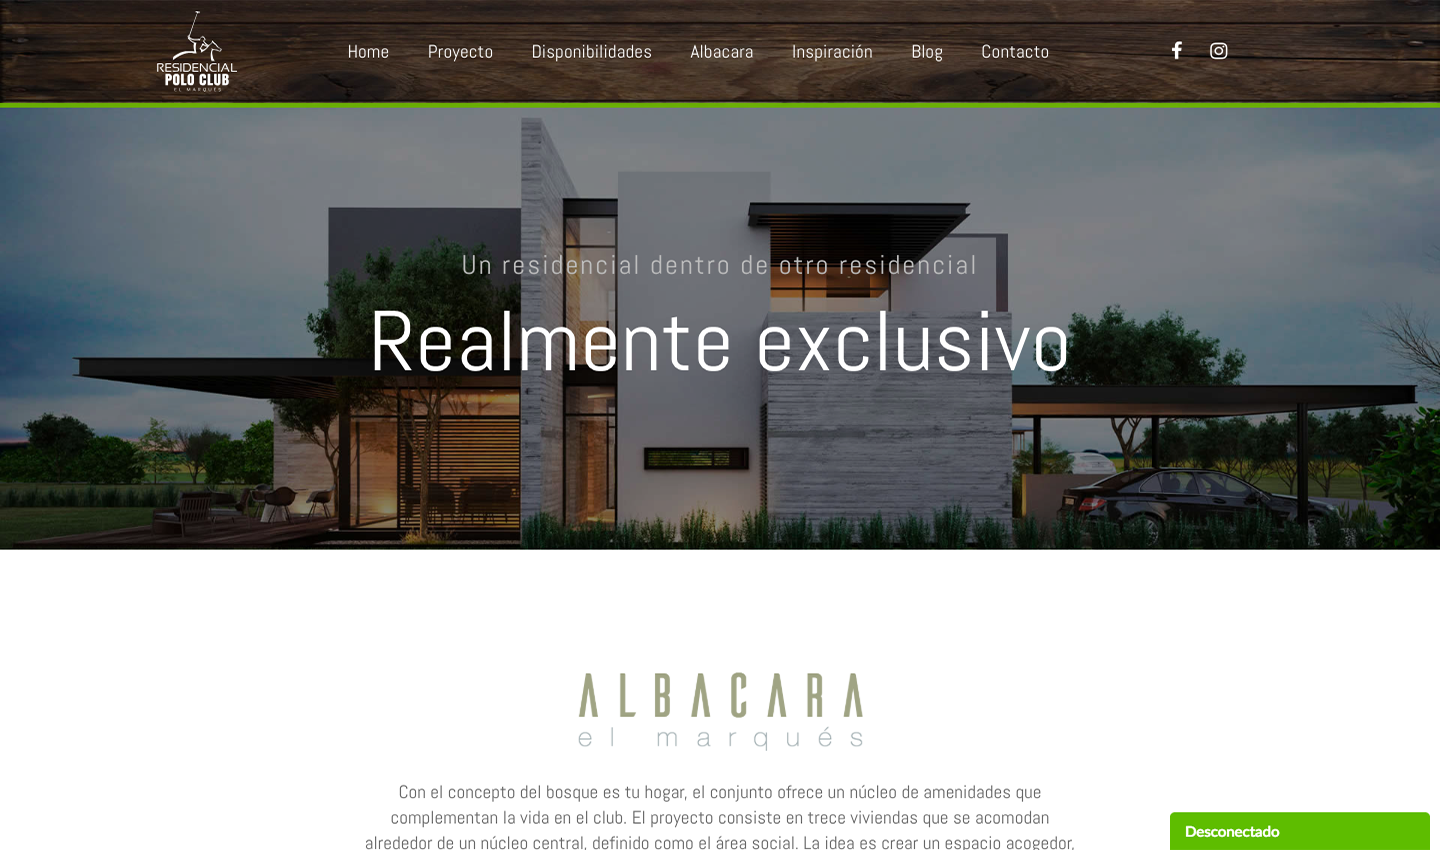 RESIDENCIAL
POLO CLUB
EL MARQUÉS
Home
Proyecto
Disponibilidades
Albacara
Inspiración
Blog
Contacto
Un residencial dentro de otro residencial
Realmente exclusivo
ALBACARA
el marqués
Con el concepto del bosque es tu hogar, el conjunto ofrece un núcleo de amenidades que
complementan la vida en el club. El proyecto consiste en trece viviendas que se acomodan
alrededor de un núcleo central, definido como el área social. La idea es crear un espacio acogedor,
Desconectado